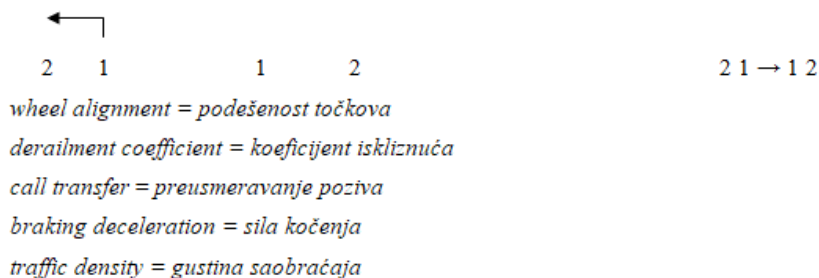 2 1 1 2 2 1 → 1 2
wheel alignment = podešenost točkova
derailment coefficient = koeficijent iskliznuća
call transfer = preusmeravanje poziva
braking deceleration = sila kočenja
traffic density = gustina saobraćaja